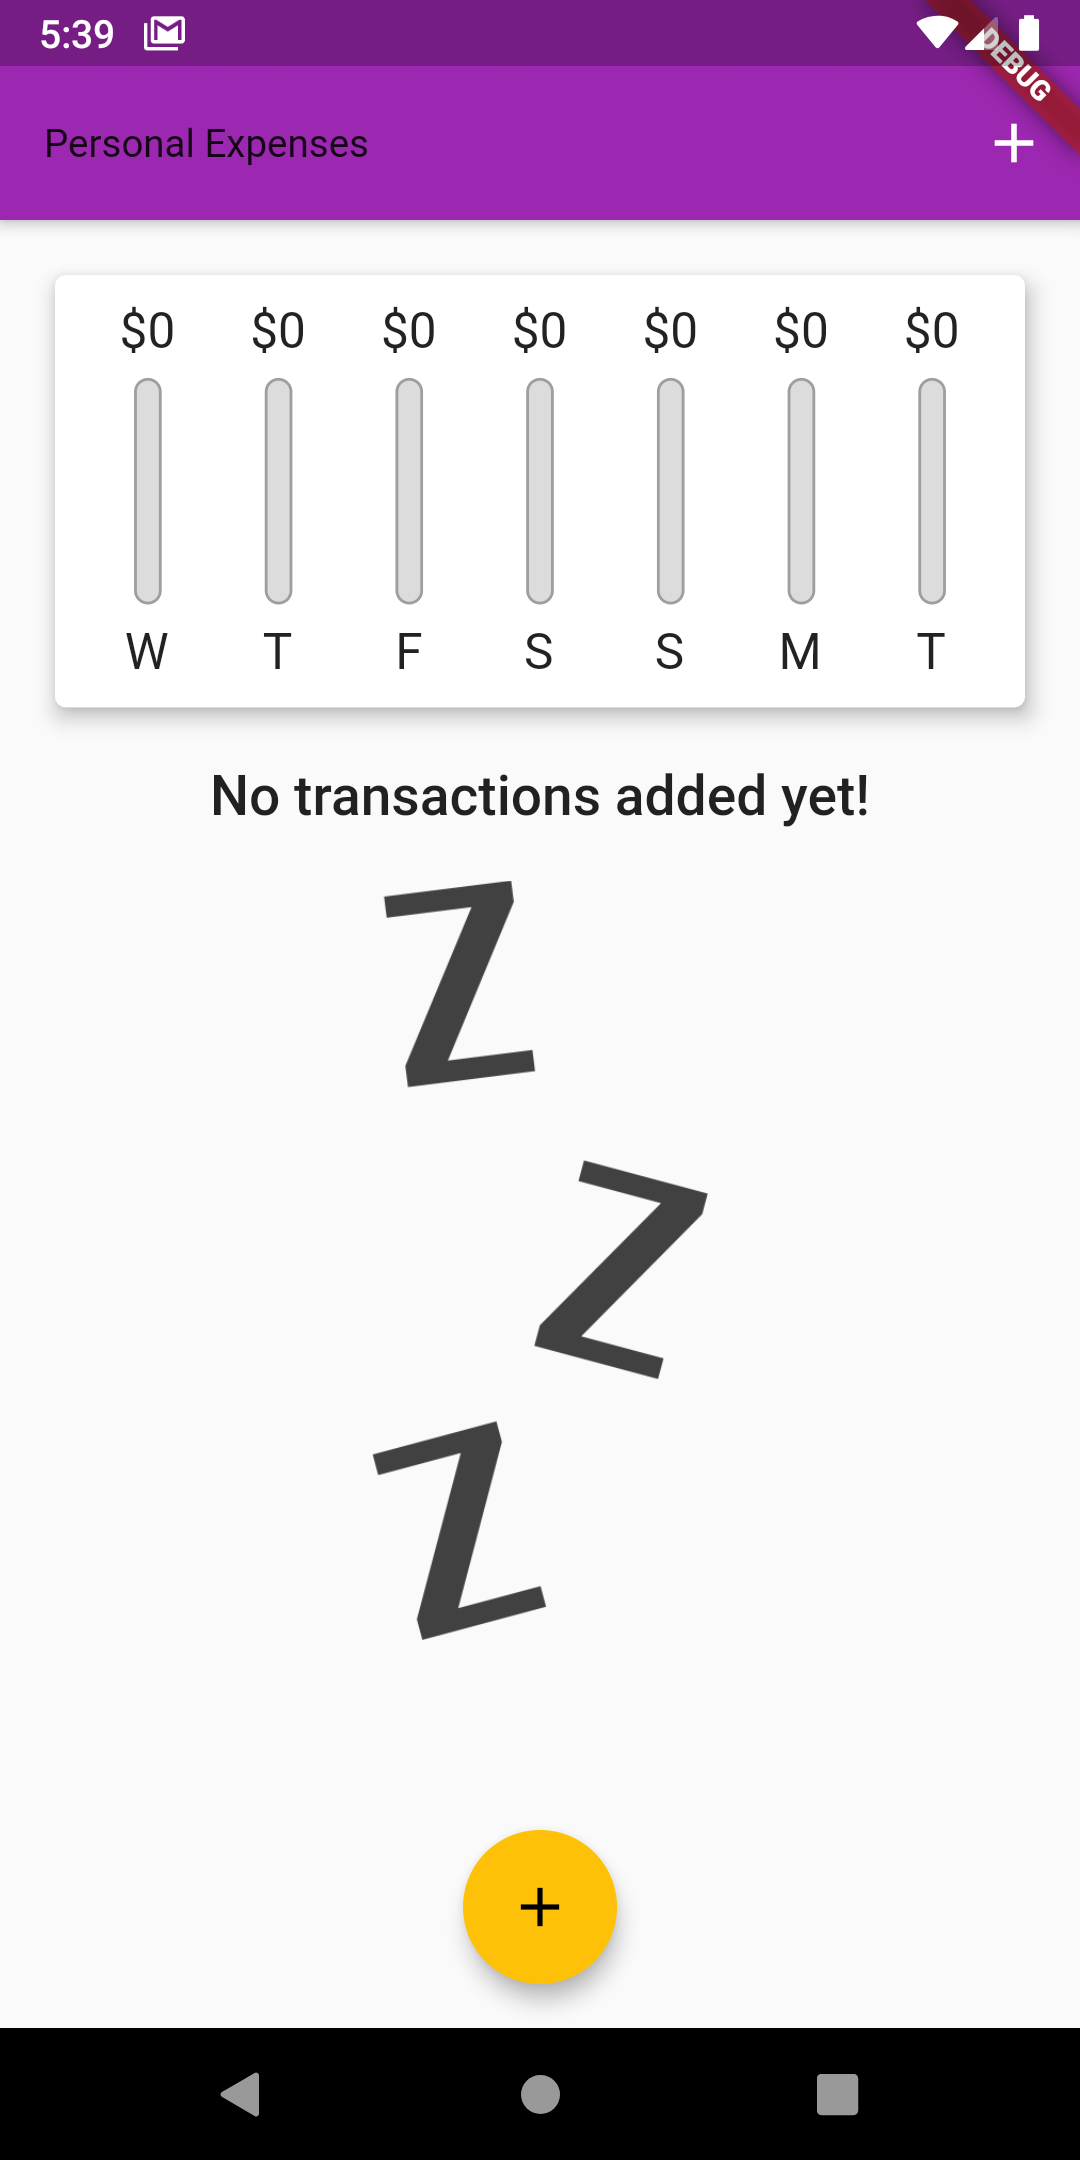 5:39
DEBUG
Personal Expenses
$0 $0 $0 $0 $0 $0 $0
W T F S S M T
No transactions added yet!
Z
Z
Z